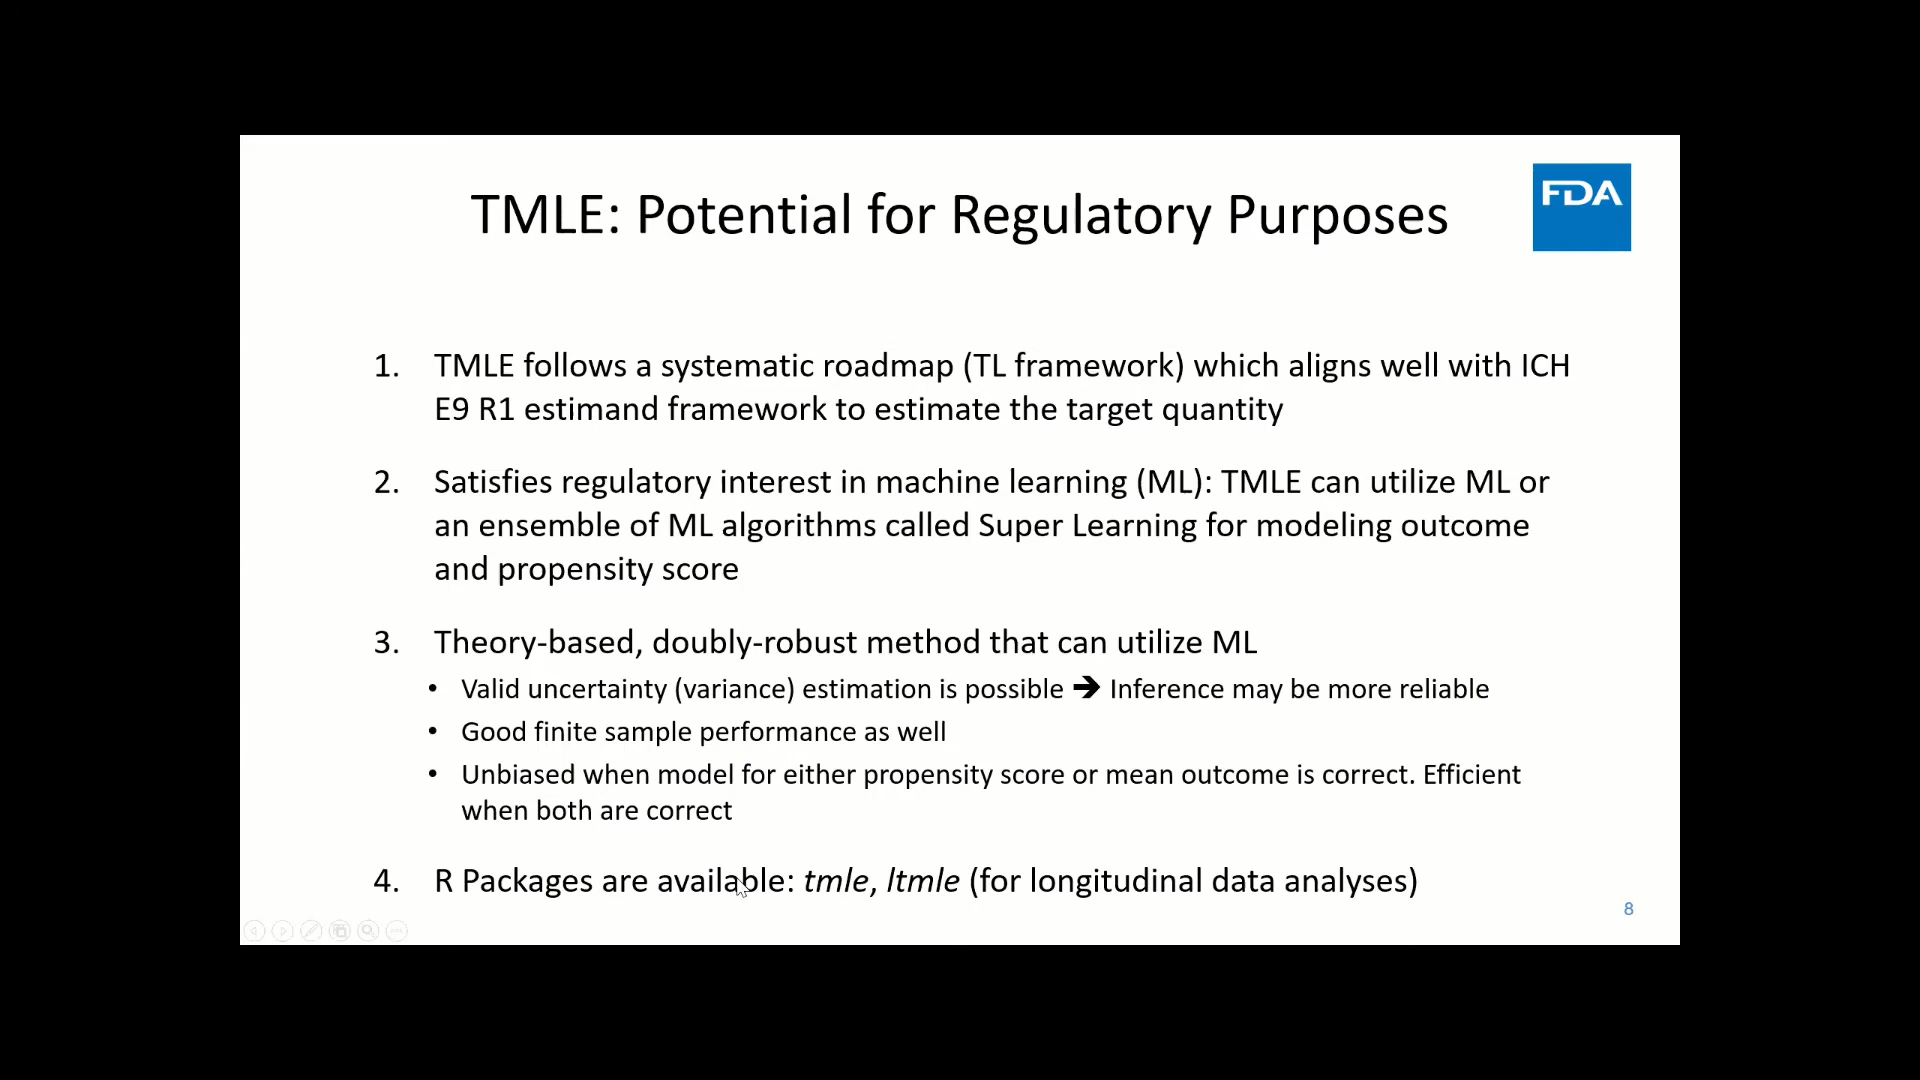 TMLE: Potential for Regulatory Purposes
FDA
1. TMLE follows a systematic roadmap (TL framework) which aligns well with ICH
E9 R1 estimand framework to estimate the target quantity
2. Satisfies regulatory interest in machine learning (ML): TMLE can utilize ML or
an ensemble of ML algorithms called Super Learning for modeling outcome
and propensity score
3. Theory-based, doubly-robust method that can utilize ML
• Valid uncertainty (variance) estimation is possible ➔ Inference may be more reliable
• Good finite sample performance as well
• Unbiased when model for either propensity score or mean outcome is correct. Efficient
when both are correct
4. R Packages are available: tmle, ltmle (for longitudinal data analyses)
8